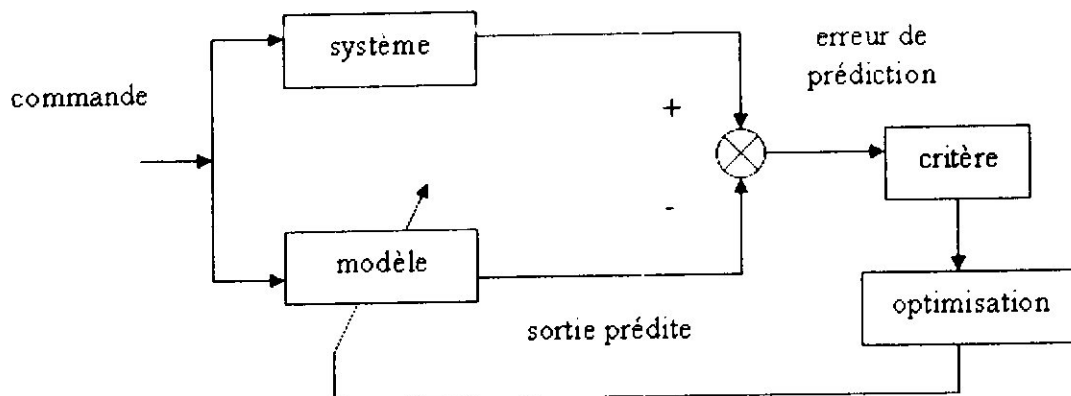 système
erreur de
prédiction
commande
+
critère
-
modèle
optimisation
sortie prédite